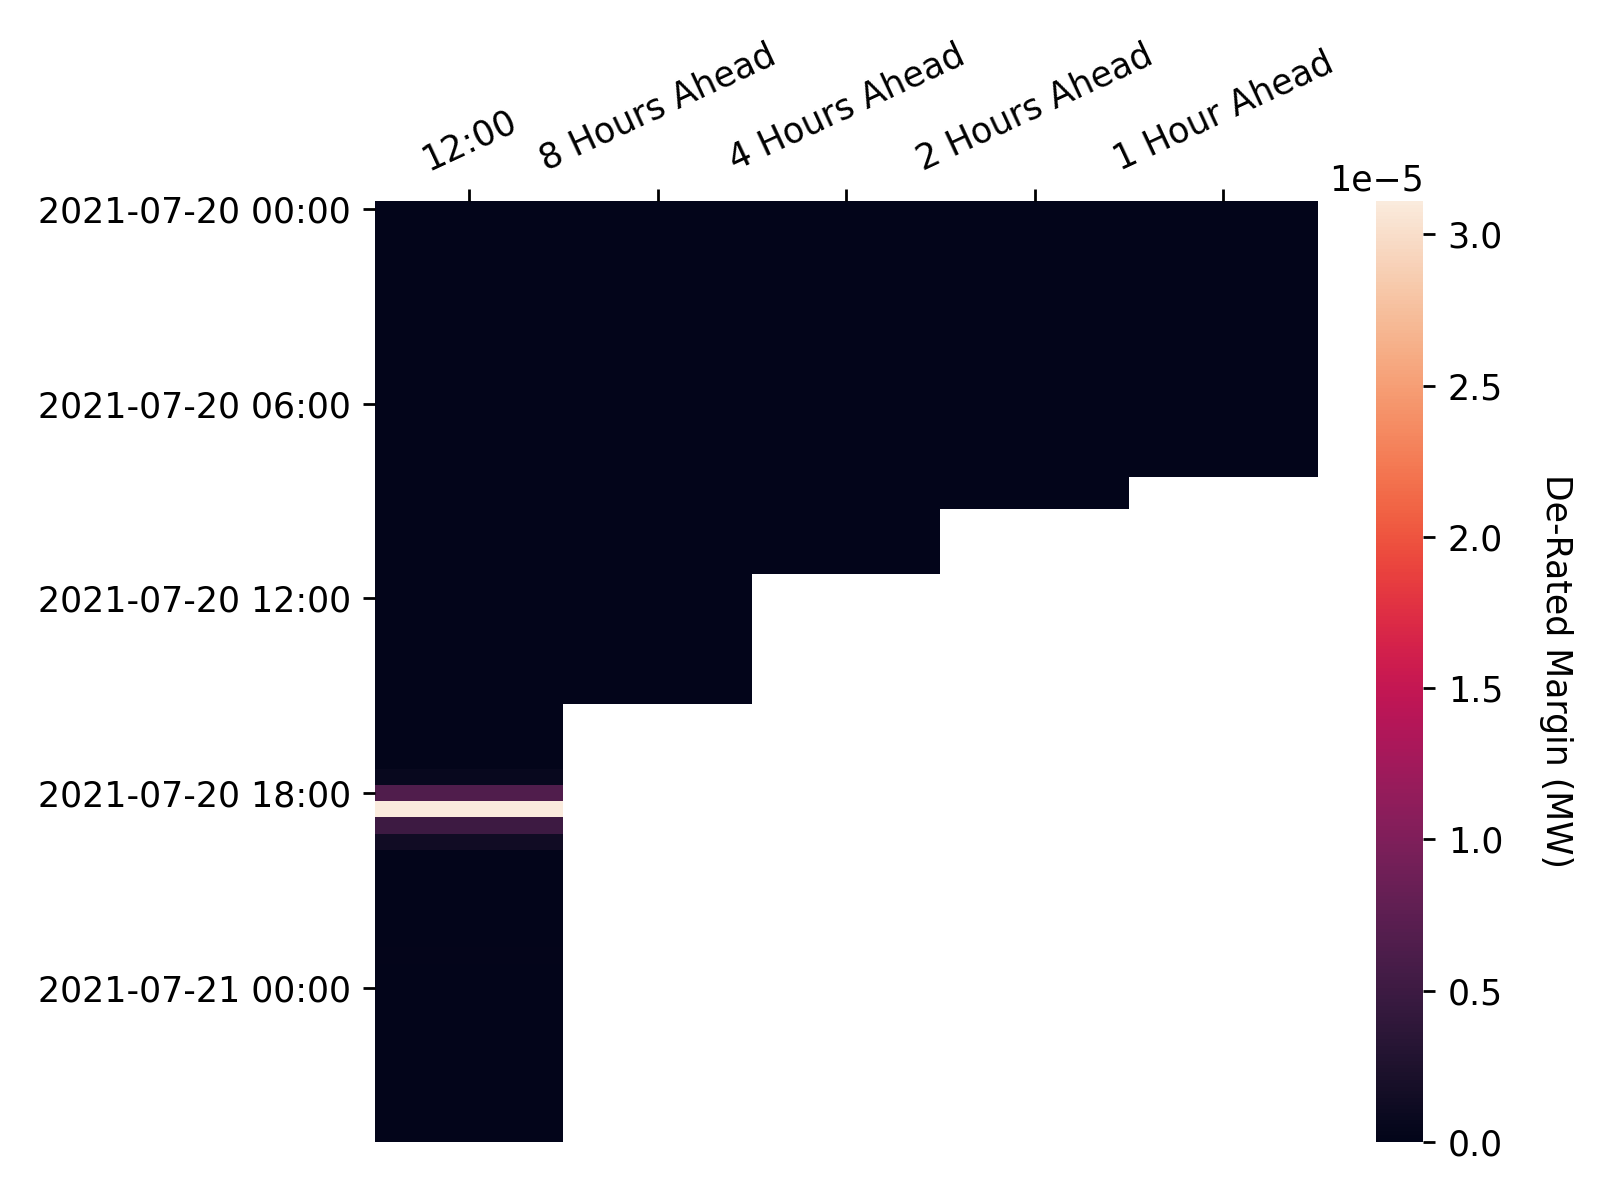 12:00
8 Hours Ahead
4 Hours Ahead
2 Hours Ahead
1 Hour Ahead
2021-07-20 00:00
2021-07-20 06:00
2021-07-20 12:00
2021-07-20 18:00
2021-07-21 00:00
1e−5
3.0
2.5
2.0
1.5
1.0
0.5
0.0
De-Rated Margin (MW)